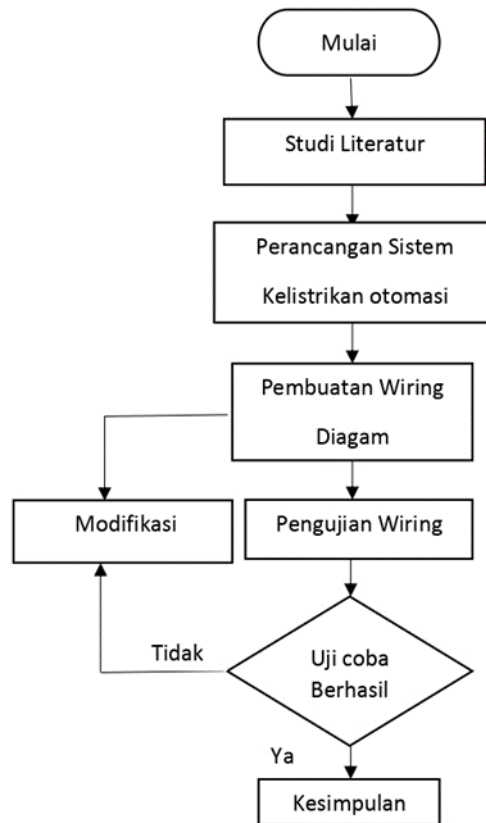 Mulai
Studi Literatur
Perancangan Sistem
Kelistrikan otomasi
Pembuatan Wiring
Diagam
Modifikasi
Pengujian Wiring
Tidak
Uji coba
Berhasil
Ya
Kesimpulan